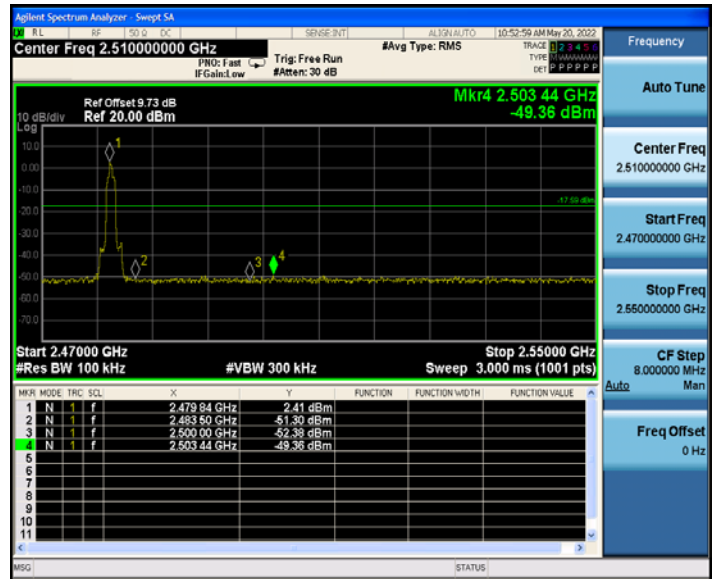 Agilent Spectrum Analyzer - Swept SA
RL RF 50 Ω DC SENSE:INT ALIGN AUTO 10:52:59 AM May 20, 2022
Center Freq 2.510000000 GHz
#Avg Type: RMS
TRACE 1 2 3 4 5 6
PNO: Fast Trig: Free Run
TYPE M
IFGain:Low #Atten: 30 dB
DET P P P P P P
Frequency
Auto Tune
Center Freq
2.510000000 GHz
Start Freq
2.470000000 GHz
Stop Freq
2.550000000 GHz
CF Step
8.000000 MHz
Auto Man
Freq Offset
0 Hz
Mkr4 2.503 44 GHz
-49.36 dBm
Ref Offset 9.73 dB
10 dB/div Ref 20.00 dBm
Log
10.0
0.00
-10.0
-20.0
-30.0
-40.0
-50.0
-60.0
-70.0
1
2
3
4
-17.59 dBm
Start 2.47000 GHz Stop 2.55000 GHz
#Res BW 100 kHz #VBW 300 kHz Sweep 3.000 ms (1001 pts)
MKR MODE TRC SCL X Y FUNCTION FUNCTION WIDTH FUNCTION VALUE
1 N 1 f 2.479 84 GHz 2.41 dBm
2 N 1 f 2.483 50 GHz -51.30 dBm
3 N 1 f 2.500 00 GHz -52.38 dBm
4 N 1 f 2.503 44 GHz -49.36 dBm
5
6
7
8
9
10
11
MSG STATUS